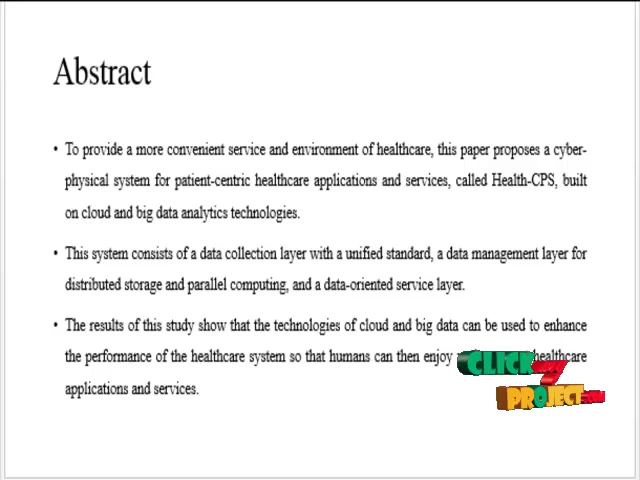 Abstract
• To provide a more convenient service and environment of healthcare, this paper proposes a cyber-
physical system for patient-centric healthcare applications and services, called Health-CPS, built
on cloud and big data analytics technologies.
• This system consists of a data collection layer with a unified standard, a data management layer for
distributed storage and parallel computing, and a data-oriented service layer.
• The results of this study show that the technologies of cloud and big data can be used to enhance
the performance of the healthcare system so that humans can then enjoy healthcare
applications and services.
CLICK MY
PROJECT.COM